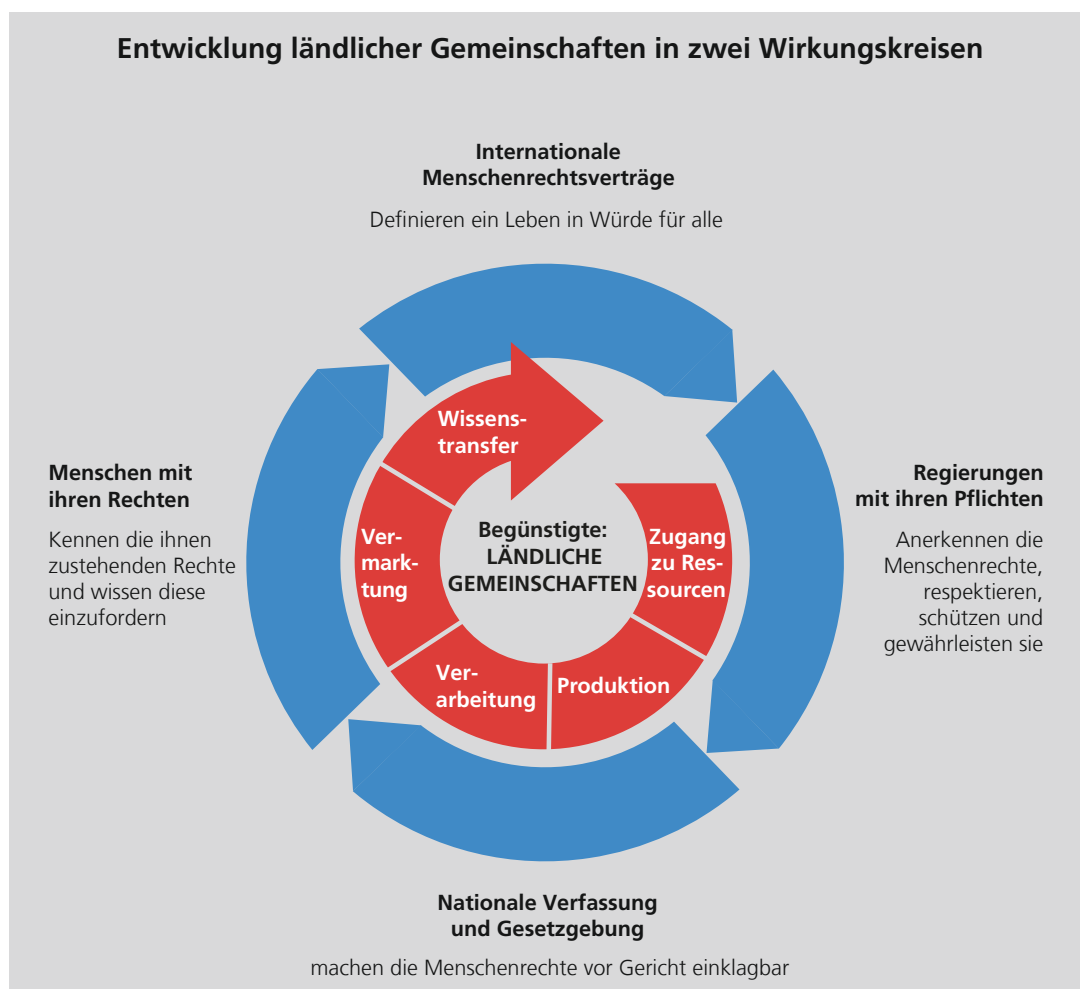 Entwicklung ländlicher Gemeinschaften in zwei Wirkungskreisen
Internationale
Menschenrechtsverträge
Definieren ein Leben in Würde für alle
Wissens-
transfer
Menschen mit
ihren Rechten
Kennen die ihnen
zustehenden Rechte
und wissen diese
einzufordern
Regierungen
mit ihren Pflichten
Anerkennen die
Menschenrechte,
respektieren,
schützen und
gewährleisten sie
Ver-
mark-
tung
Begünstigte:
LÄNDLICHE
GEMEINSCHAFTEN
Zugang
zu Res-
sourcen
Ver-
arbeitung
Produktion
Nationale Verfassung
und Gesetzgebung
machen die Menschenrechte vor Gericht einklagbar